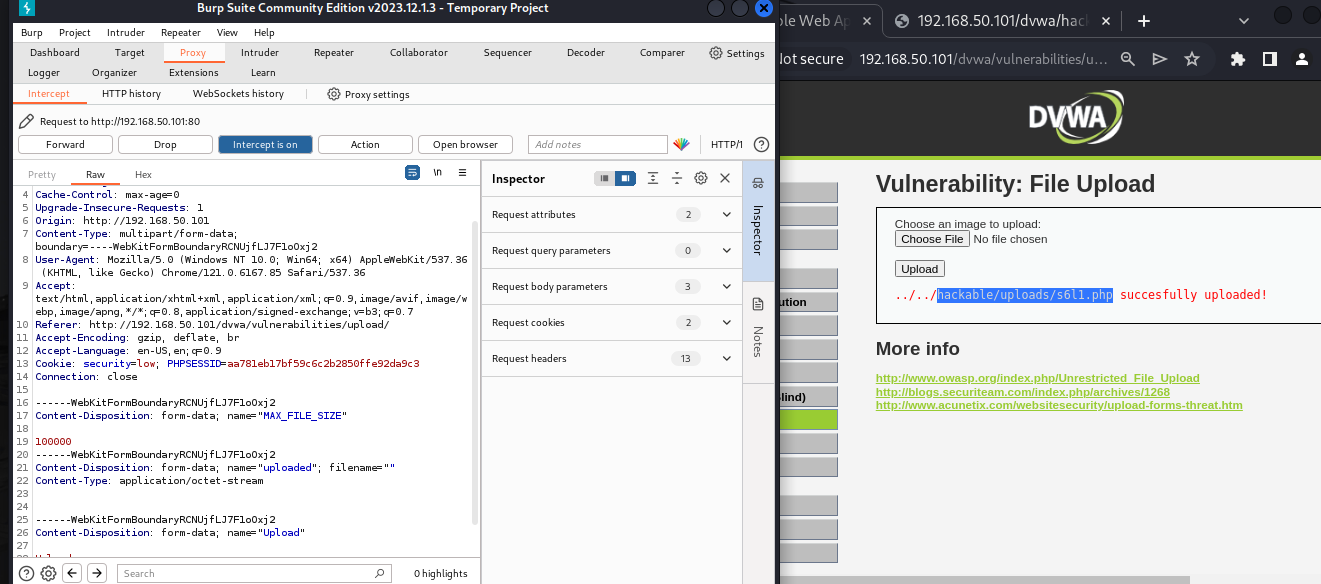 Burp Suite Community Edition v2023.12.1.3 - Temporary Project
Burp Project Intruder Repeater View Help
Dashboard Target Proxy Intruder Repeater Collaborator Sequencer Decoder Comparer Settings
Logger Organizer Extensions Learn
Intercept HTTP history WebSockets history Proxy settings
Request to http://192.168.50.101:80
Forward Drop Intercept is on Action Open browser Add notes HTTP/1
Pretty Raw Hex \n
4 Cache-Control: max-age=0
5 Upgrade-Insecure-Requests: 1
6 Origin: http://192.168.50.101
7 Content-Type: multipart/form-data;
boundary=----WebKitFormBoundaryRCNUjfLJ7F1oOxj2
8 User-Agent: Mozilla/5.0 (Windows NT 10.0; Win64; x64) AppleWebKit/537.36
(KHTML, like Gecko) Chrome/121.0.6167.85 Safari/537.36
9 Accept:
text/html,application/xhtml+xml,application/xml;q=0.9,image/avif,image/w
ebp,image/apng,*/*;q=0.8,application/signed-exchange;v=b3;q=0.7
10 Referer: http://192.168.50.101/dvwa/vulnerabilities/upload/
11 Accept-Encoding: gzip, deflate, br
12 Accept-Language: en-US,en;q=0.9
13 Cookie: security=low; PHPSESSID=aa781eb17bf59c6c2b2850ffe92da9c3
14 Connection: close
15
16 ------WebKitFormBoundaryRCNUjfLJ7F1oOxj2
17 Content-Disposition: form-data; name="MAX_FILE_SIZE"
18
19 100000
20 ------WebKitFormBoundaryRCNUjfLJ7F1oOxj2
21 Content-Disposition: form-data; name="uploaded"; filename=""
22 Content-Type: application/octet-stream
23
24
25 ------WebKitFormBoundaryRCNUjfLJ7F1oOxj2
26 Content-Disposition: form-data; name="Upload"
27
Search 0 highlights
Inspector
Request attributes 2
Request query parameters 0
Request body parameters 3
Request cookies 2
Request headers 13
Inspector
Notes
ble Web Ap
192.168.50.101/dvwa/hac
Not secure 192.168.50.101/dvwa/vulnerabilities/u...
DVWA
ution
lind)
Vulnerability: File Upload
Choose an image to upload:
Choose File No file chosen
Upload
../../hackable/uploads/s6l1.php succesfully uploaded!
More info
http://www.owasp.org/index.php/Unrestricted_File_Upload
http://blogs.securiteam.com/index.php/archives/1268
http://www.acunetix.com/websitesecurity/upload-forms-threat.htm